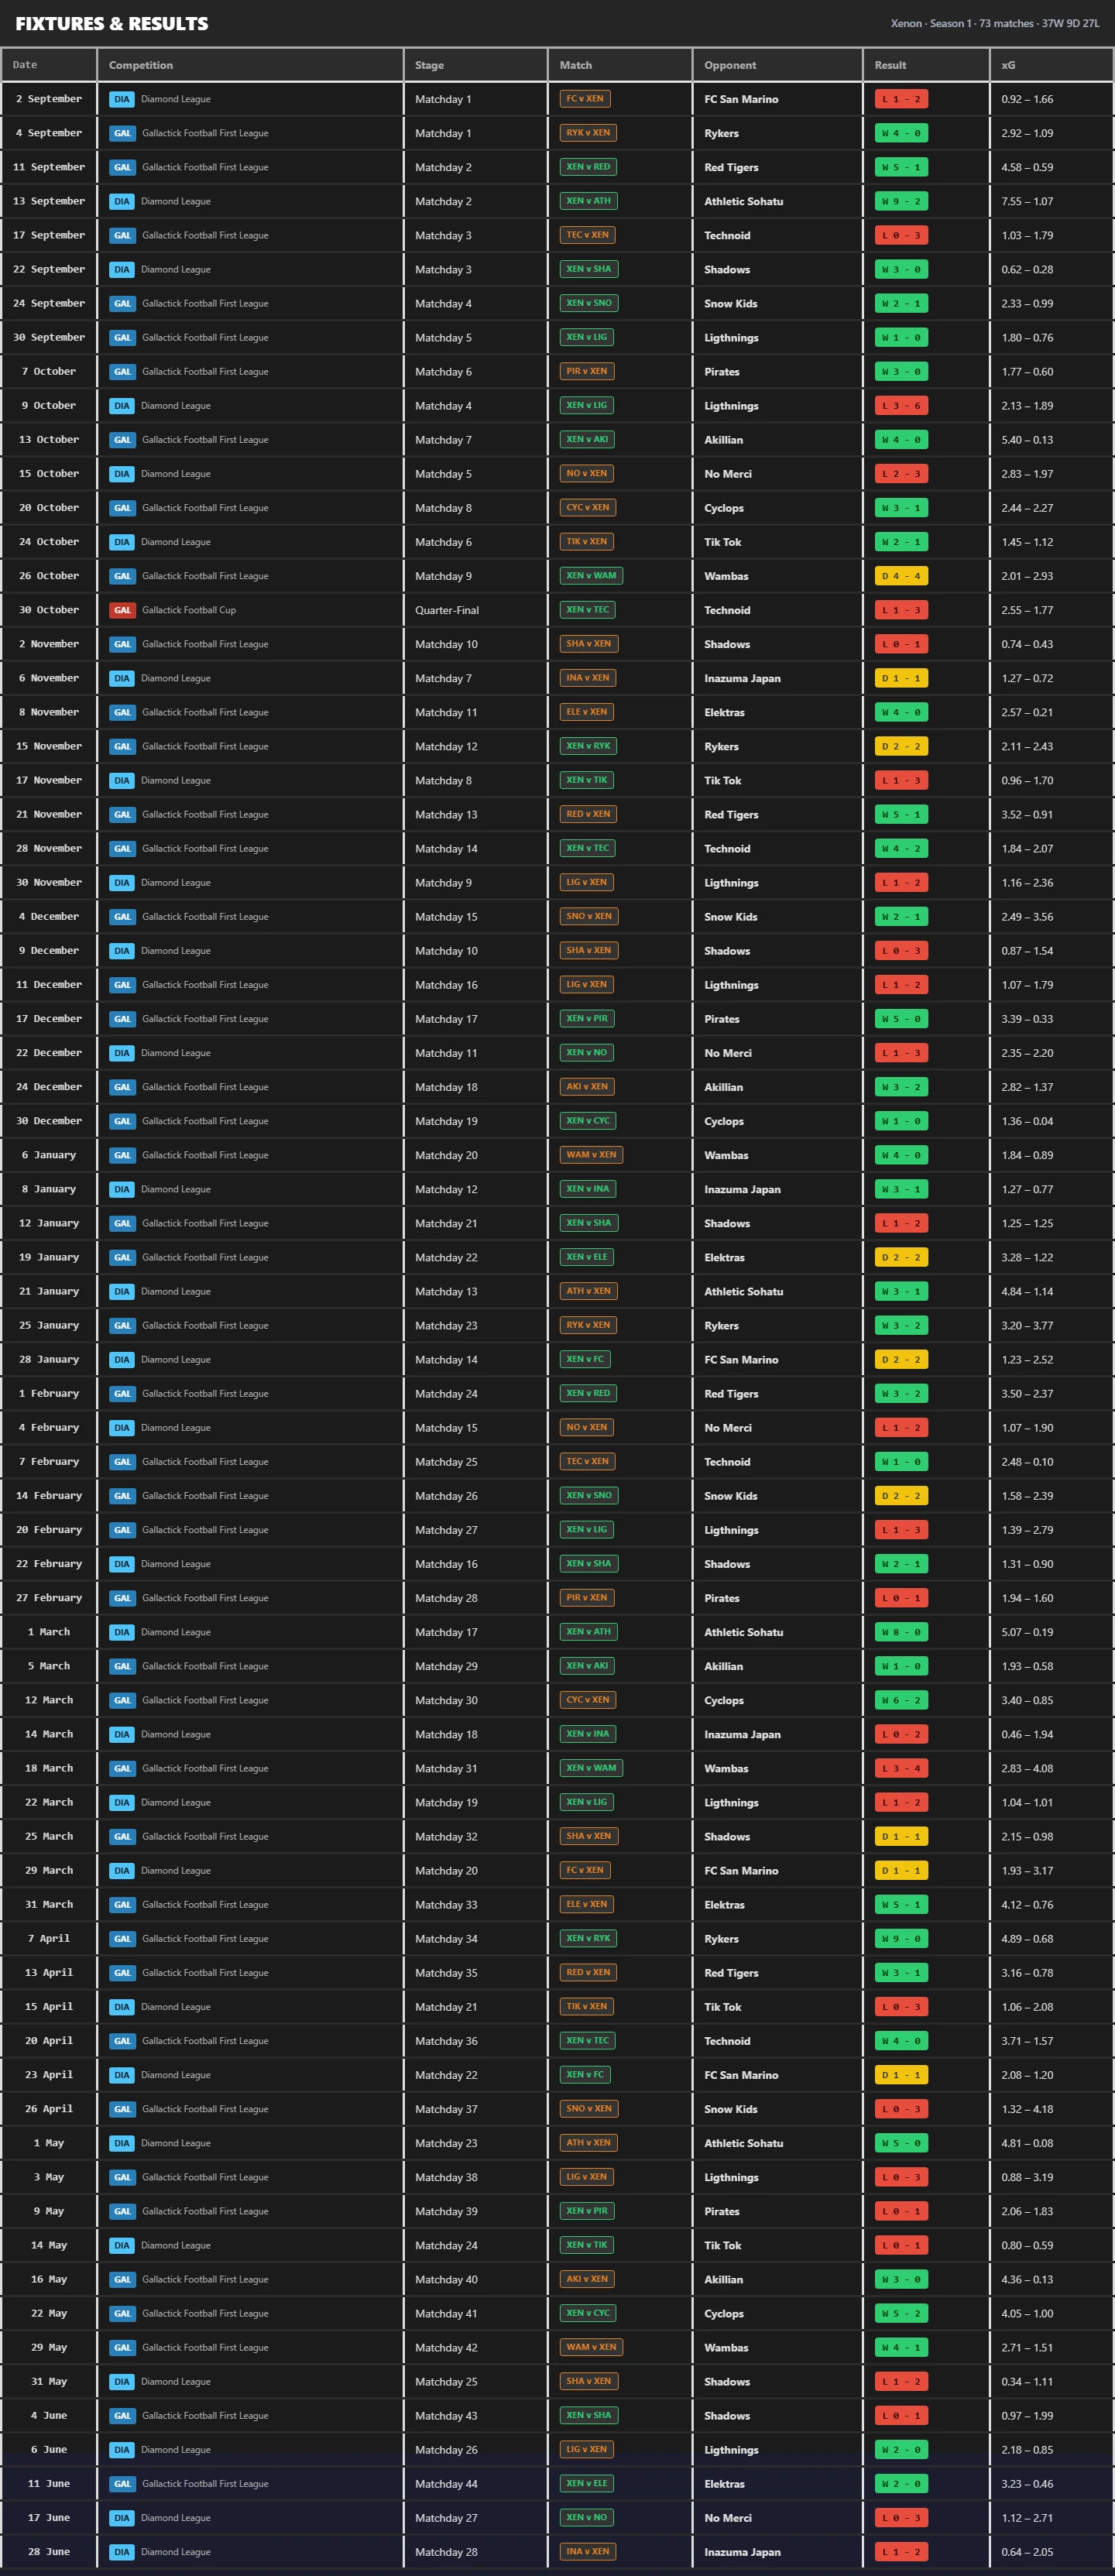 FIXTURES & RESULTS Xenon · Season 1 · 73 matches · 37W 9D 27L
Date Competition Stage Match Opponent Result xG
2 September DIA Diamond League Matchday 1 FC v XEN FC San Marino L 1 - 2 0.92 – 1.66
4 September GAL Gallactick Football First League Matchday 1 RYK v XEN Rykers W 4 - 0 2.92 – 1.09
11 September GAL Gallactick Football First League Matchday 2 XEN v RED Red Tigers W 5 - 1 4.58 – 0.59
13 September DIA Diamond League Matchday 2 XEN v ATH Athletic Sohatu W 9 - 2 7.55 – 1.07
17 September GAL Gallactick Football First League Matchday 3 TEC v XEN Technoid L 0 - 3 1.03 – 1.79
22 September DIA Diamond League Matchday 3 XEN v SHA Shadows W 3 - 0 0.62 – 0.28
24 September GAL Gallactick Football First League Matchday 4 XEN v SNO Snow Kids W 2 - 1 2.33 – 0.99
30 September GAL Gallactick Football First League Matchday 5 XEN v LIG Ligthnings W 1 - 0 1.80 – 0.76
7 October GAL Gallactick Football First League Matchday 6 PIR v XEN Pirates W 3 - 0 1.77 – 0.60
9 October DIA Diamond League Matchday 4 XEN v LIG Ligthnings L 3 - 6 2.13 – 1.89
13 October GAL Gallactick Football First League Matchday 7 XEN v AKI Akillian W 4 - 0 5.40 – 0.13
15 October DIA Diamond League Matchday 5 NO v XEN No Merci L 2 - 3 2.83 – 1.97
20 October GAL Gallactick Football First League Matchday 8 CYC v XEN Cyclops W 3 - 1 2.44 – 2.27
24 October DIA Diamond League Matchday 6 TIK v XEN Tik Tok W 2 - 1 1.45 – 1.12
26 October GAL Gallactick Football First League Matchday 9 XEN v WAM Wambas D 4 - 4 2.01 – 2.93
30 October GAL Gallactick Football Cup Quarter-Final XEN v TEC Technoid L 1 - 3 2.55 – 1.77
2 November GAL Gallactick Football First League Matchday 10 SHA v XEN Shadows L 0 - 1 0.74 – 0.43
6 November DIA Diamond League Matchday 7 INA v XEN Inazuma Japan D 1 - 1 1.27 – 0.72
8 November GAL Gallactick Football First League Matchday 11 ELE v XEN Elektras W 4 - 0 2.57 – 0.21
15 November GAL Gallactick Football First League Matchday 12 XEN v RYK Rykers D 2 - 2 2.11 – 2.43
17 November DIA Diamond League Matchday 8 XEN v TIK Tik Tok L 1 - 3 0.96 – 1.70
21 November GAL Gallactick Football First League Matchday 13 RED v XEN Red Tigers W 5 - 1 3.52 – 0.91
28 November GAL Gallactick Football First League Matchday 14 XEN v TEC Technoid W 4 - 2 1.84 – 2.07
30 November DIA Diamond League Matchday 9 LIG v XEN Ligthnings L 1 - 2 1.16 – 2.36
4 December GAL Gallactick Football First League Matchday 15 SNO v XEN Snow Kids W 2 - 1 2.49 – 3.56
9 December DIA Diamond League Matchday 10 SHA v XEN Shadows L 0 - 3 0.87 – 1.54
11 December GAL Gallactick Football First League Matchday 16 LIG v XEN Ligthnings L 1 - 2 1.07 – 1.79
17 December GAL Gallactick Football First League Matchday 17 XEN v PIR Pirates W 5 - 0 3.39 – 0.33
22 December DIA Diamond League Matchday 11 XEN v NO No Merci L 1 - 3 2.35 – 2.20
24 December GAL Gallactick Football First League Matchday 18 AKI v XEN Akillian W 3 - 2 2.82 – 1.37
30 December GAL Gallactick Football First League Matchday 19 XEN v CYC Cyclops W 1 - 0 1.36 – 0.04
6 January GAL Gallactick Football First League Matchday 20 WAM v XEN Wambas W 4 - 0 1.84 – 0.89
8 January DIA Diamond League Matchday 12 XEN v INA Inazuma Japan W 3 - 1 1.27 – 0.77
12 January GAL Gallactick Football First League Matchday 21 XEN v SHA Shadows L 1 - 2 1.25 – 1.25
19 January GAL Gallactick Football First League Matchday 22 XEN v ELE Elektras D 2 - 2 3.28 – 1.22
21 January DIA Diamond League Matchday 13 ATH v XEN Athletic Sohatu W 3 - 1 4.84 – 1.14
25 January GAL Gallactick Football First League Matchday 23 RYK v XEN Rykers W 3 - 2 3.20 – 3.77
28 January DIA Diamond League Matchday 14 XEN v FC FC San Marino D 2 - 2 1.23 – 2.52
1 February GAL Gallactick Football First League Matchday 24 XEN v RED Red Tigers W 3 - 2 3.50 – 2.37
4 February DIA Diamond League Matchday 15 NO v XEN No Merci L 1 - 2 1.07 – 1.90
7 February GAL Gallactick Football First League Matchday 25 TEC v XEN Technoid W 1 - 0 2.48 – 0.10
14 February GAL Gallactick Football First League Matchday 26 XEN v SNO Snow Kids D 2 - 2 1.58 – 2.39
20 February GAL Gallactick Football First League Matchday 27 XEN v LIG Ligthnings L 1 - 3 1.39 – 2.79
22 February DIA Diamond League Matchday 16 XEN v SHA Shadows W 2 - 1 1.31 – 0.90
27 February GAL Gallactick Football First League Matchday 28 PIR v XEN Pirates L 0 - 1 1.94 – 1.60
1 March DIA Diamond League Matchday 17 XEN v ATH Athletic Sohatu W 8 - 0 5.07 – 0.19
5 March GAL Gallactick Football First League Matchday 29 XEN v AKI Akillian W 1 - 0 1.93 – 0.58
12 March GAL Gallactick Football First League Matchday 30 CYC v XEN Cyclops W 6 - 2 3.40 – 0.85
14 March DIA Diamond League Matchday 18 XEN v INA Inazuma Japan L 0 - 2 0.46 – 1.94
18 March GAL Gallactick Football First League Matchday 31 XEN v WAM Wambas L 3 - 4 2.83 – 4.08
22 March DIA Diamond League Matchday 19 XEN v LIG Ligthnings L 1 - 2 1.04 – 1.01
25 March GAL Gallactick Football First League Matchday 32 SHA v XEN Shadows D 1 - 1 2.15 – 0.98
29 March DIA Diamond League Matchday 20 FC v XEN FC San Marino D 1 - 1 1.93 – 3.17
31 March GAL Gallactick Football First League Matchday 33 ELE v XEN Elektras W 5 - 1 4.12 – 0.76
7 April GAL Gallactick Football First League Matchday 34 XEN v RYK Rykers W 9 - 0 4.89 – 0.68
13 April GAL Gallactick Football First League Matchday 35 RED v XEN Red Tigers W 3 - 1 3.16 – 0.78
15 April DIA Diamond League Matchday 21 TIK v XEN Tik Tok L 0 - 3 1.06 – 2.08
20 April GAL Gallactick Football First League Matchday 36 XEN v TEC Technoid W 4 - 0 3.71 – 1.57
23 April DIA Diamond League Matchday 22 XEN v FC FC San Marino D 1 - 1 2.08 – 1.20
26 April GAL Gallactick Football First League Matchday 37 SNO v XEN Snow Kids L 0 - 3 1.32 – 4.18
1 May DIA Diamond League Matchday 23 ATH v XEN Athletic Sohatu W 5 - 0 4.81 – 0.08
3 May GAL Gallactick Football First League Matchday 38 LIG v XEN Ligthnings L 0 - 3 0.88 – 3.19
9 May GAL Gallactick Football First League Matchday 39 XEN v PIR Pirates L 0 - 1 2.06 – 1.83
14 May DIA Diamond League Matchday 24 XEN v TIK Tik Tok L 0 - 1 0.80 – 0.59
16 May GAL Gallactick Football First League Matchday 40 AKI v XEN Akillian W 3 - 0 4.36 – 0.13
22 May GAL Gallactick Football First League Matchday 41 XEN v CYC Cyclops W 5 - 2 4.05 – 1.00
29 May GAL Gallactick Football First League Matchday 42 WAM v XEN Wambas W 4 - 1 2.71 – 1.51
31 May DIA Diamond League Matchday 25 SHA v XEN Shadows L 1 - 2 0.34 – 1.11
4 June GAL Gallactick Football First League Matchday 43 XEN v SHA Shadows L 0 - 1 0.97 – 1.99
6 June DIA Diamond League Matchday 26 LIG v XEN Ligthnings W 2 - 0 2.18 – 0.85
11 June GAL Gallactick Football First League Matchday 44 XEN v ELE Elektras W 2 - 0 3.23 – 0.46
17 June DIA Diamond League Matchday 27 XEN v NO No Merci L 0 - 3 1.12 – 2.71
28 June DIA Diamond League Matchday 28 INA v XEN Inazuma Japan L 1 - 2 0.64 – 2.05